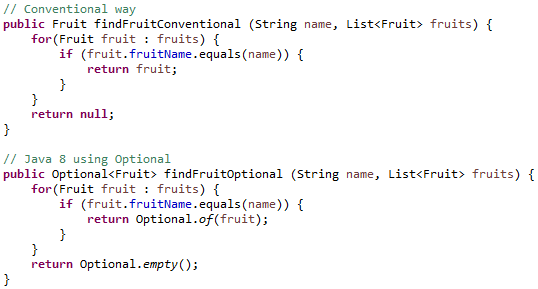 // Conventional way
public Fruit findFruitConventional (String name, List<Fruit> fruits) {
    for(Fruit fruit : fruits) {
        if (fruit.fruitName.equals(name)) {
            return fruit;
        }
    }
    return null;
}

// Java 8 using Optional
public Optional<Fruit> findFruitOptional (String name, List<Fruit> fruits) {
    for(Fruit fruit : fruits) {
        if (fruit.fruitName.equals(name)) {
            return Optional.of(fruit);
        }
    }
    return Optional.empty();
}